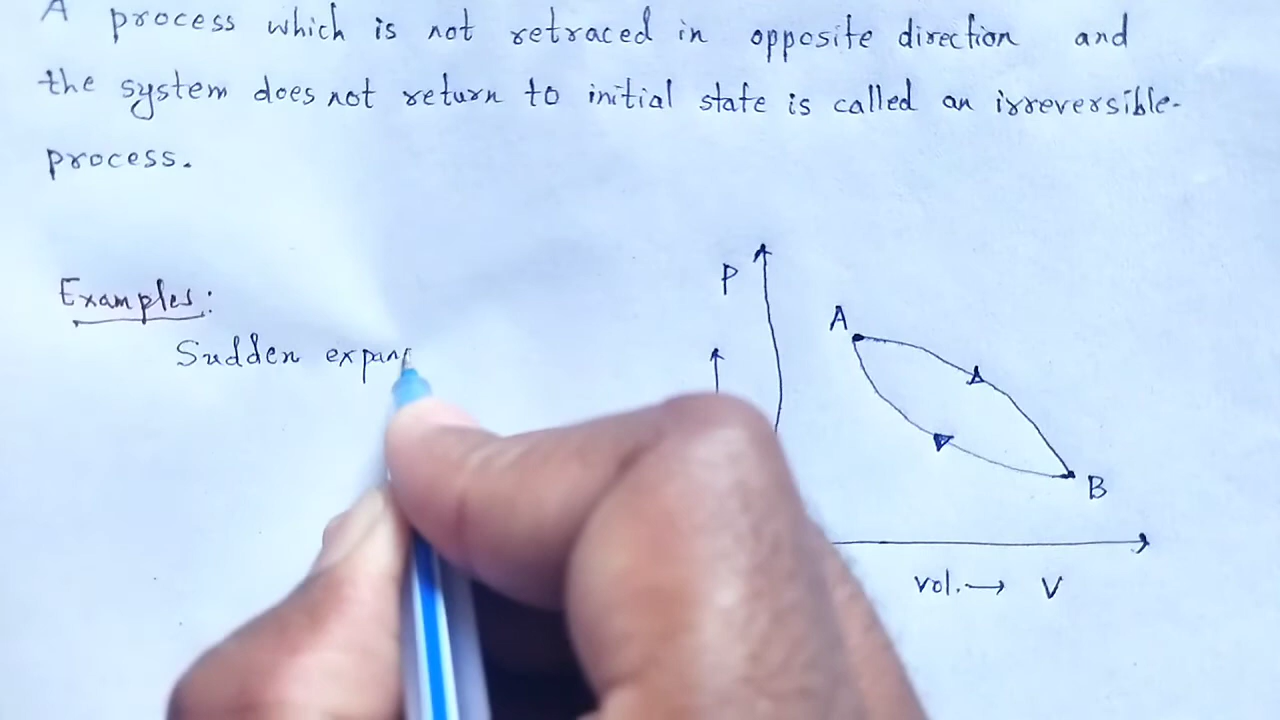 A process which is not retraced in opposite direction and
the system does not return to initial state is called an irreversible-
process.
Examples:
Sudden expan
P
A
B
vol. → V